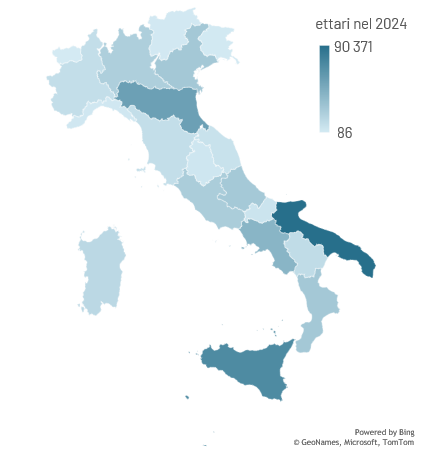 ettari nel 2024
90 371
86
Powered by Bing
© GeoNames, Microsoft, TomTom